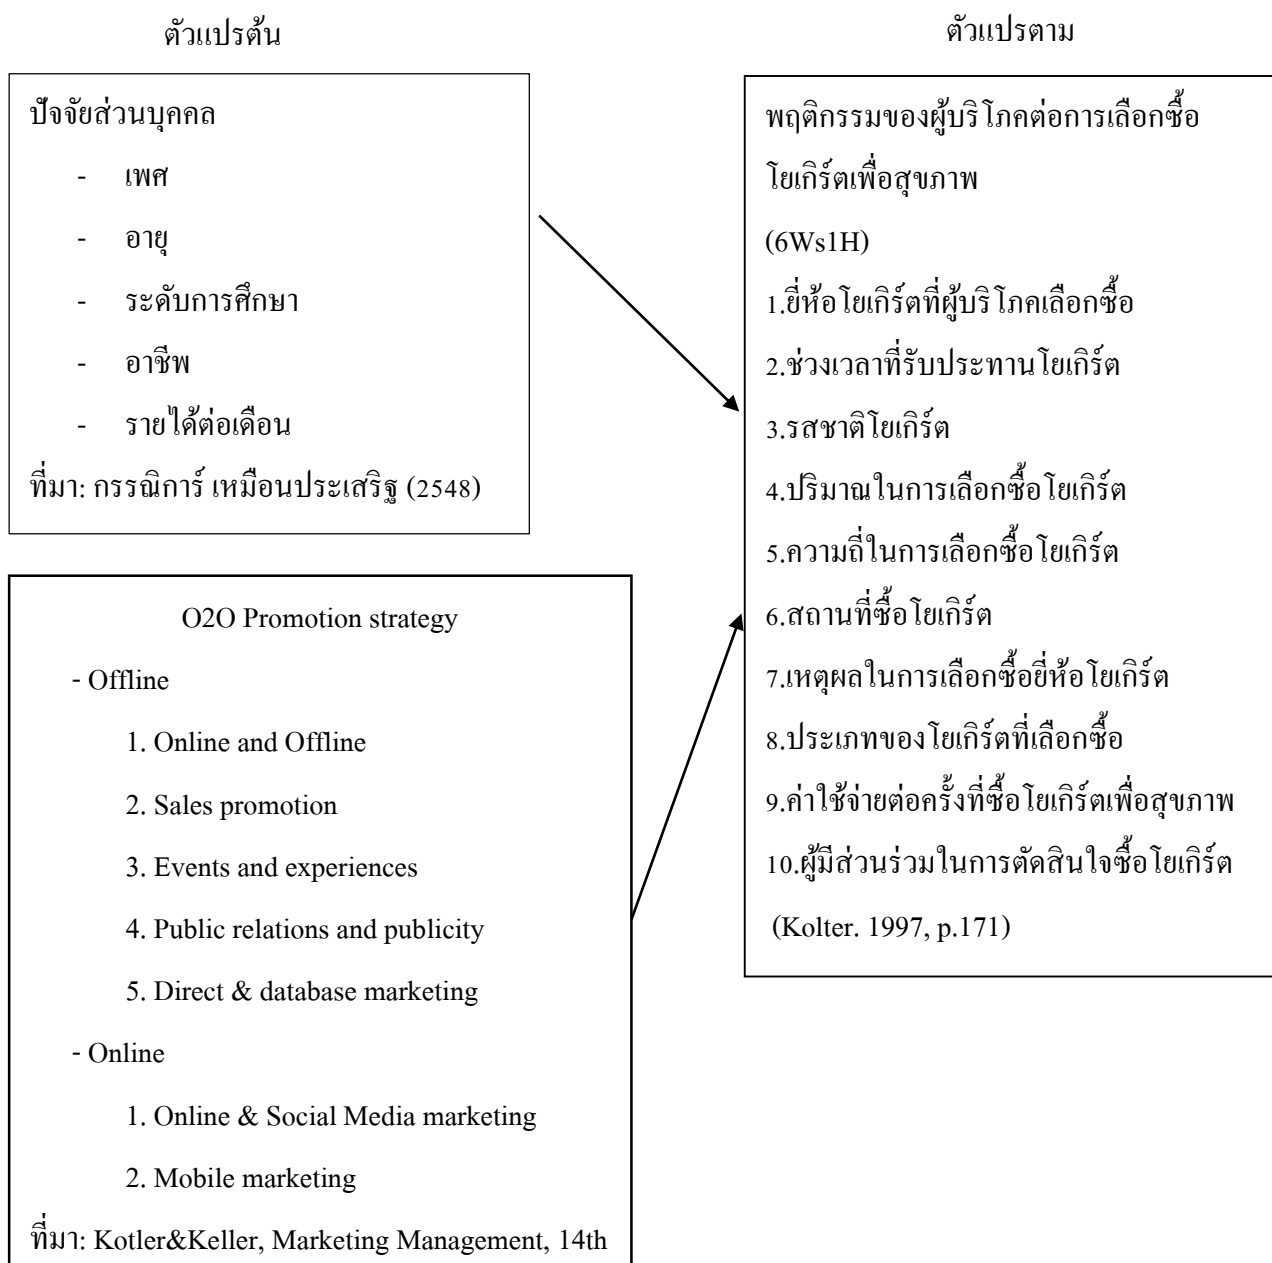 ตัวแปรต้น
ปัจจัยส่วนบุคคล
- เพศ
- อายุ
- ระดับการศึกษา
- อาชีพ
- รายได้ต่อเดือน
ที่มา: กรรณิการ์ เหมือนประเสริฐ (2548)
O2O Promotion strategy
- Offline
1. Online and Offline
2. Sales promotion
3. Events and experiences
4. Public relations and publicity
5. Direct & database marketing
- Online
1. Online & Social Media marketing
2. Mobile marketing
ที่มา: Kotler&Keller, Marketing Management, 14th
ตัวแปรตาม
พฤติกรรมของผู้บริโภคต่อการเลือกซื้อ
โยเกิร์ตเพื่อสุขภาพ
(6Ws1H)
1.ยี่ห้อโยเกิร์ตที่ผู้บริโภคเลือกซื้อ
2.ช่วงเวลาที่รับประทานโยเกิร์ต
3.รสชาติโยเกิร์ต
4.ปริมาณในการเลือกซื้อโยเกิร์ต
5.ความถี่ในการเลือกซื้อโยเกิร์ต
6.สถานที่ซื้อโยเกิร์ต
7.เหตุผลในการเลือกซื้อยี่ห้อโยเกิร์ต
8.ประเภทของโยเกิร์ตที่เลือกซื้อ
9.ค่าใช้จ่ายต่อครั้งที่ซื้อโยเกิร์ตเพื่อสุขภาพ
10.ผู้มีส่วนร่วมในการตัดสินใจซื้อโยเกิร์ต
(Kolter. 1997, p.171)